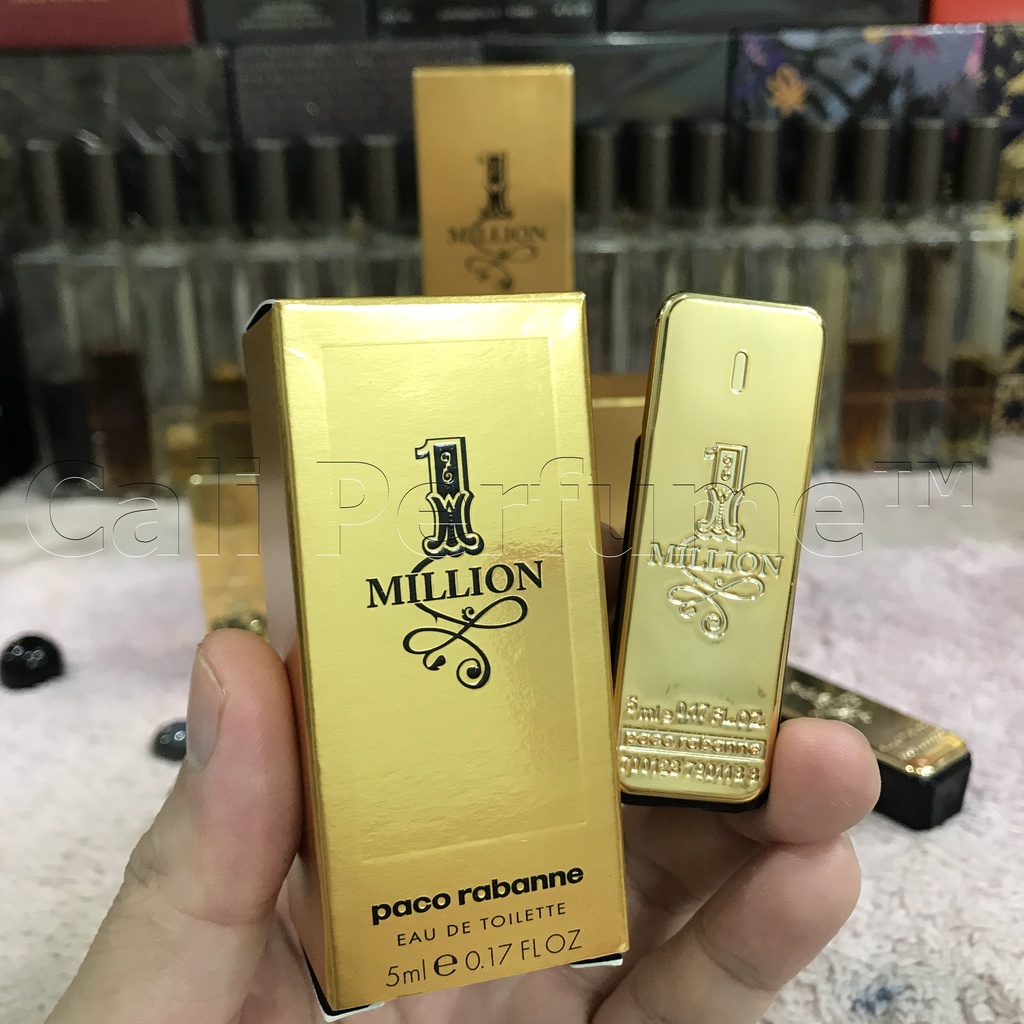 1
MILLION
1
MILLION
paco rabanne
EAU DE TOILETTE
5ml e 0.17 FL OZ
1
MILLION
5 ml e 0.17 FL.OZ.
paco rabanne
Cali Perfume™